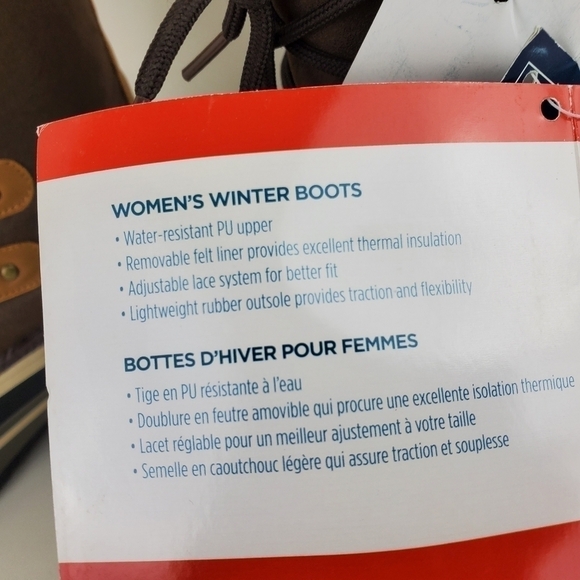 WOMEN'S WINTER BOOTS
• Water-resistant PU upper
• Removable felt liner provides excellent thermal insulation
• Adjustable lace system for better fit
• Lightweight rubber outsole provides traction and flexibility
BOTTES D'HIVER POUR FEMMES
• Tige en PU résistante à l'eau
• Doublure en feutre amovible qui procure une excellente isolation thermique
• Lacet réglable pour un meilleur ajustement à votre taille
• Semelle en caoutchouc légère qui assure traction et souplesse